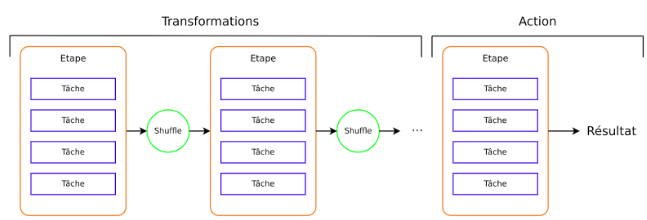 Transformations
Action
Etape
Tâche
Tâche
Tâche
Tâche
Shuffle
Etape
Tâche
Tâche
Tâche
Tâche
Shuffle
...
Etape
Tâche
Tâche
Tâche
Tâche
Résultat